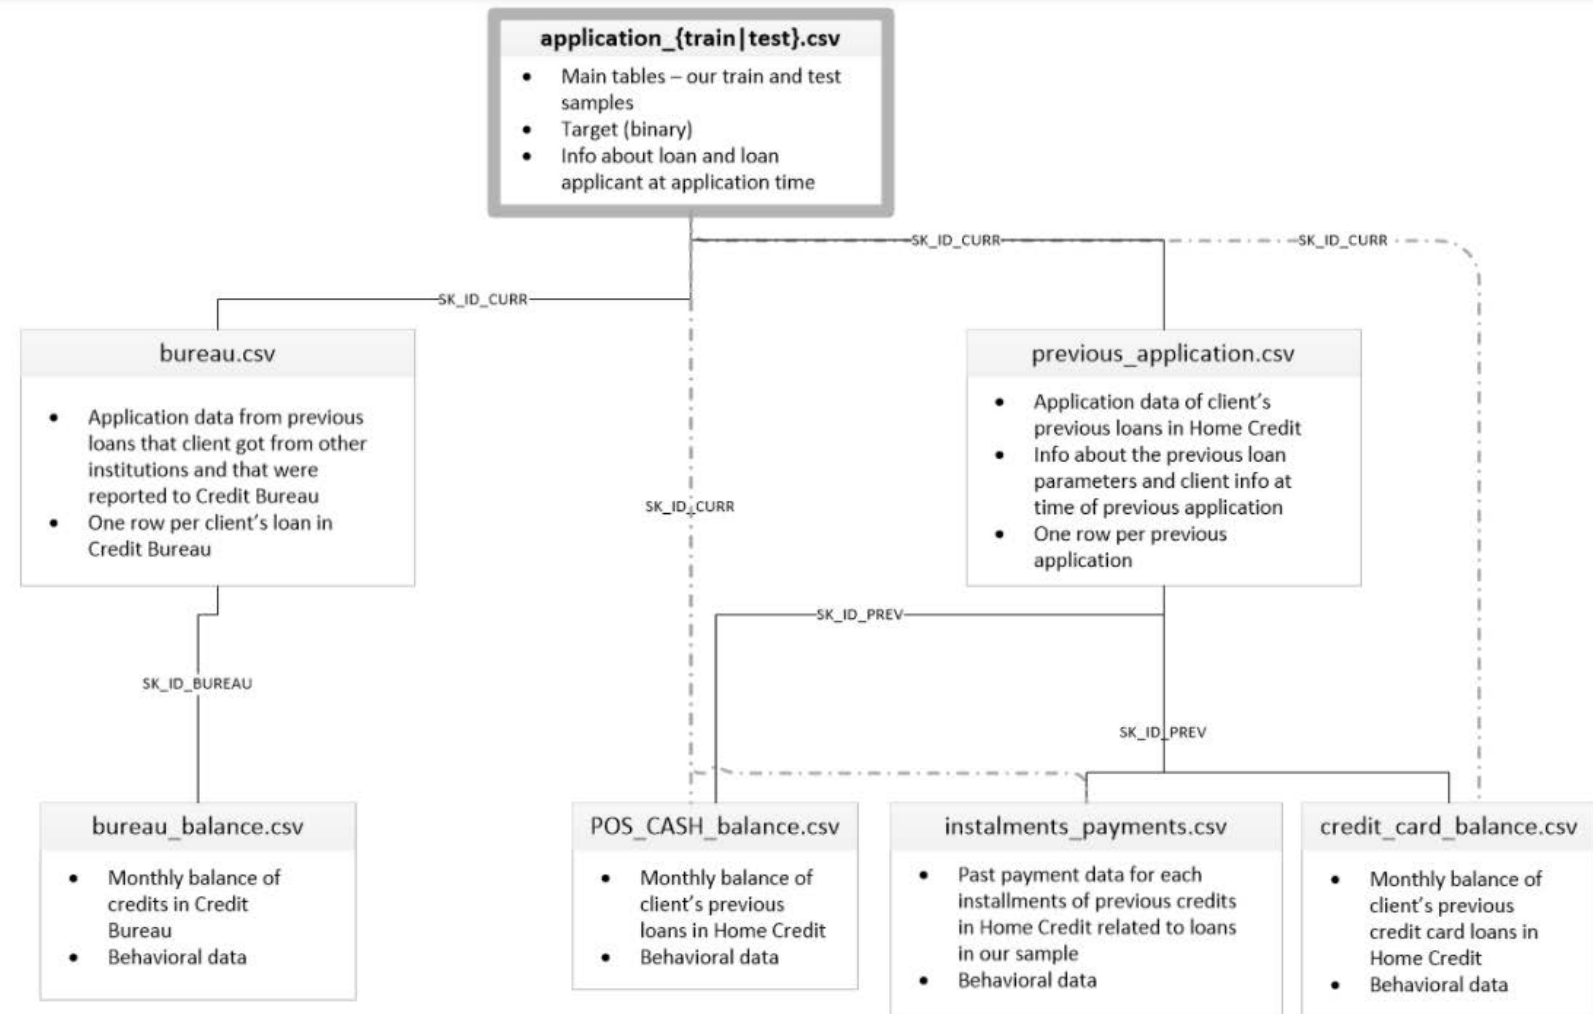 application_{train|test}.csv
• Main tables – our train and test
samples
• Target (binary)
• Info about loan and loan
applicant at application time
SK_ID_CURR
SK_ID_CURR
SK_ID_CURR
bureau.csv
• Application data from previous
loans that client got from other
institutions and that were
reported to Credit Bureau
• One row per client's loan in
Credit Bureau
previous_application.csv
• Application data of client's
previous loans in Home Credit
• Info about the previous loan
parameters and client info at
time of previous application
• One row per previous
application
SK_ID_CURR
SK_ID_PREV
SK_ID_BUREAU
SK_ID_PREV
bureau_balance.csv
• Monthly balance of
credits in Credit
Bureau
• Behavioral data
POS_CASH_balance.csv
• Monthly balance of
client's previous
loans in Home Credit
• Behavioral data
instalments_payments.csv
• Past payment data for each
installments of previous credits
in Home Credit related to loans
in our sample
• Behavioral data
credit_card_balance.csv
• Monthly balance of
client's previous
credit card loans in
Home Credit
• Behavioral data